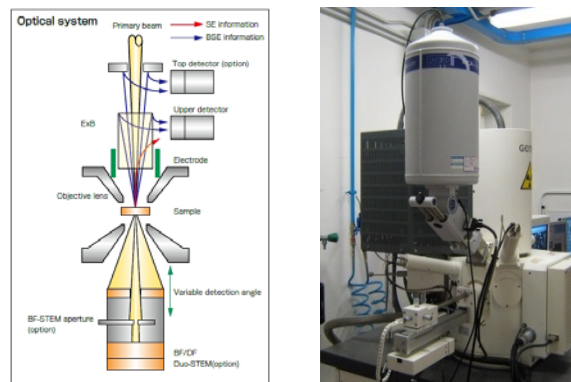 Optical system
Primary beam
SE information
BSE information
Top detector (option)
Upper detector
ExB
Electrode
Objective lens
Sample
Variable detection angle
BF-STEM aperture
(option)
BF/DF
Duo-STEM(option)